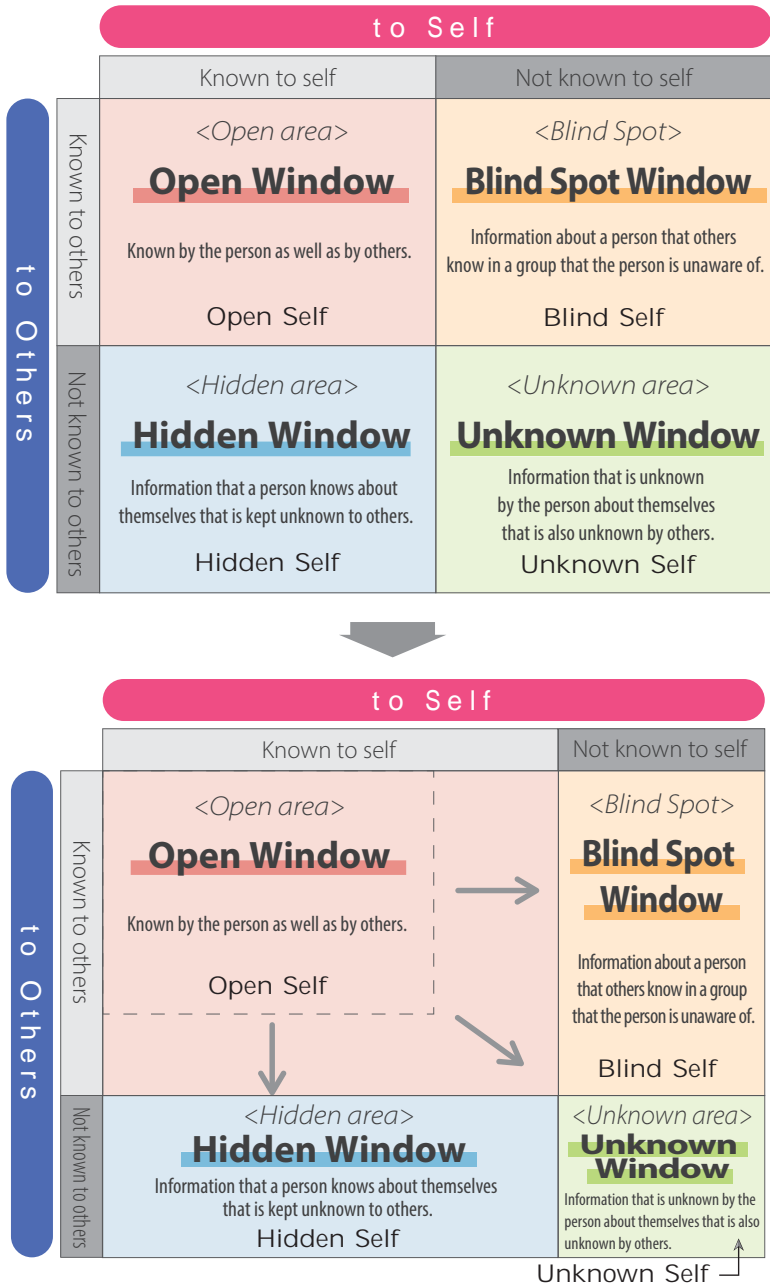 to Self
Known to self
Not known to self
to Others
Known to others
<Open area>
Open Window
Known by the person as well as by others.
Open Self
<Blind Spot>
Blind Spot Window
Information about a person that others
know in a group that the person is unaware of.
Blind Self
Not known to others
<Hidden area>
Hidden Window
Information that a person knows about
themselves that is kept unknown to others.
Hidden Self
<Unknown area>
Unknown Window
Information that is unknown
by the person about themselves
that is also unknown by others.
Unknown Self
to Self
Known to self
Not known to self
to Others
Known to others
<Open area>
Open Window
Known by the person as well as by others.
Open Self
<Blind Spot>
Blind Spot
Window
Information about a person
that others know in a group
that the person is unaware of.
Blind Self
Not known to others
<Hidden area>
Hidden Window
Information that a person knows about themselves
that is kept unknown to others.
Hidden Self
<Unknown area>
Unknown
Window
Information that is unknown by the
person about themselves that is also
unknown by others.
Unknown Self